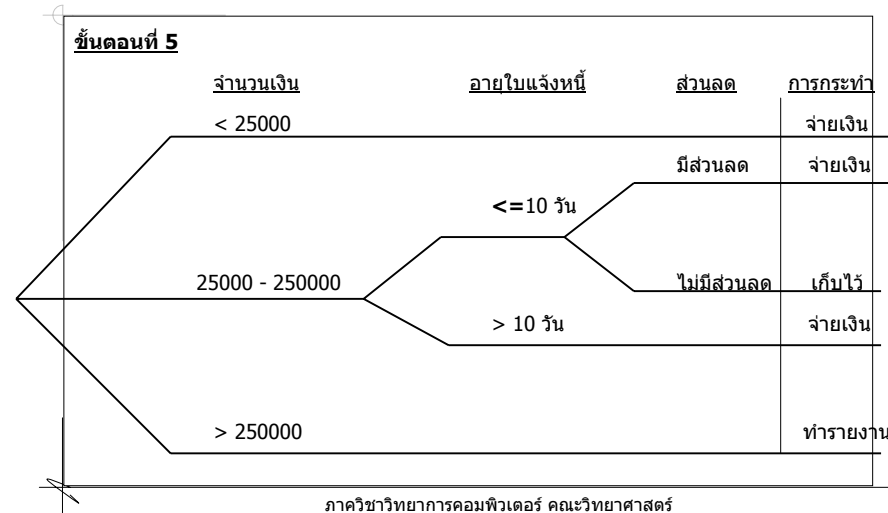 ขั้นตอนที่ 5
จำนวนเงิน อายุใบแจ้งหนี้ ส่วนลด การกระทำ
< 25000 จ่ายเงิน
มีส่วนลด จ่ายเงิน
<=10 วัน
25000 - 250000 ไม่มีส่วนลด เก็บไว้
> 10 วัน จ่ายเงิน
> 250000 ทำรายงาน
ภาควิชาวิทยาการคอมพิวเตอร์ คณะวิทยาศาสตร์